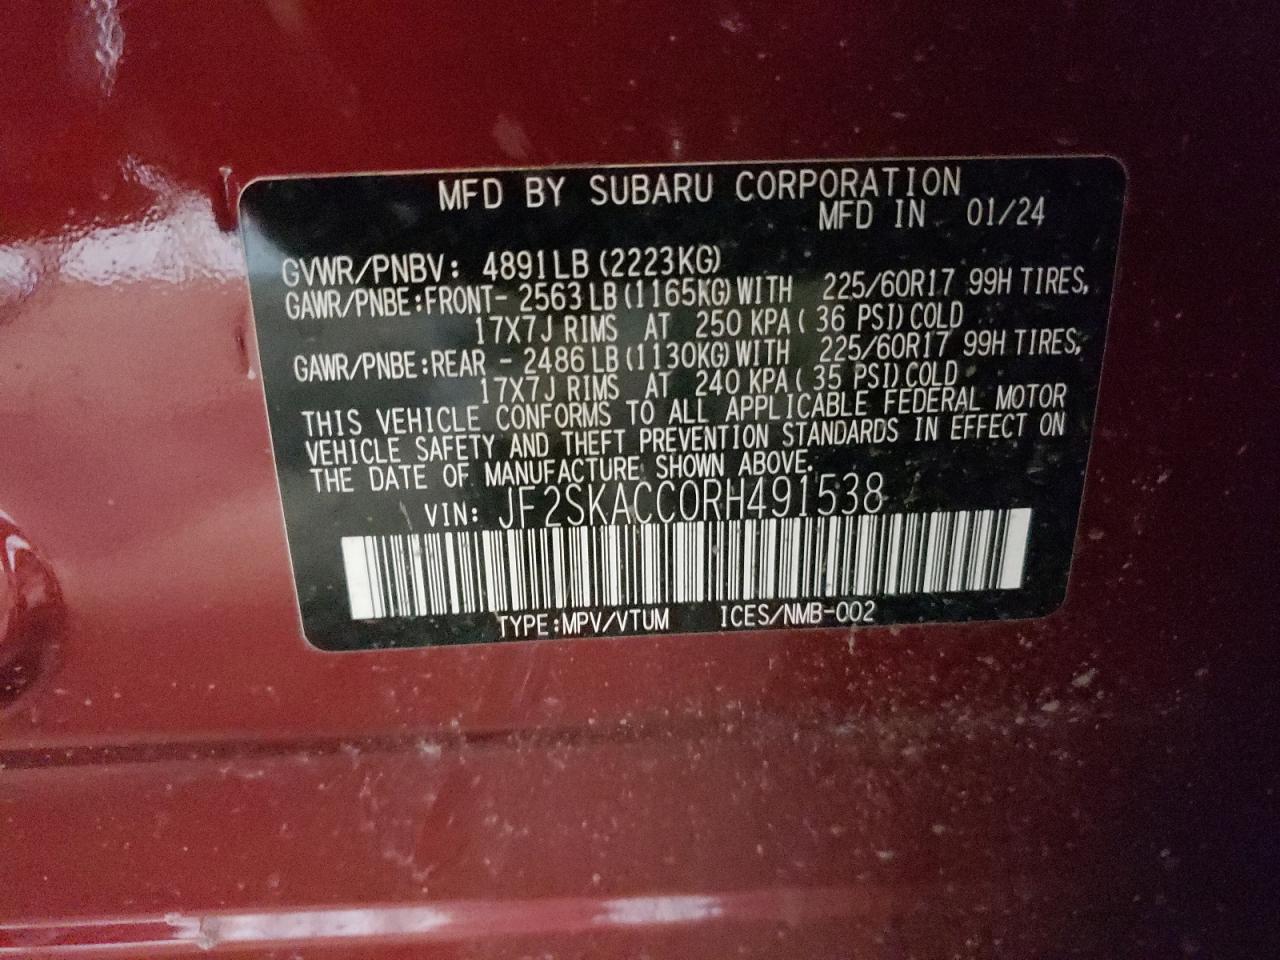 MFD BY SUBARU CORPORATION
MFD IN 01/24
GVWR/PNBV: 4891LB (2223KG)
GAWR/PNBE:FRONT- 2563 LB (1165KG) WITH 225/60R17 99H TIRES,
17X7J RIMS AT 250 KPA ( 36 PSI) COLD
GAWR/PNBE:REAR - 2486 LB (1130KG) WITH 225/60R17 99H TIRES,
17X7J RIMS AT 240 KPA ( 35 PSI) COLD
THIS VEHICLE CONFORMS TO ALL APPLICABLE FEDERAL MOTOR
VEHICLE SAFETY AND THEFT PREVENTION STANDARDS IN EFFECT ON
THE DATE OF MANUFACTURE SHOWN ABOVE.
VIN: JF2SKACC0RH491538
TYPE:MPV/VTUM ICES/NMB-002